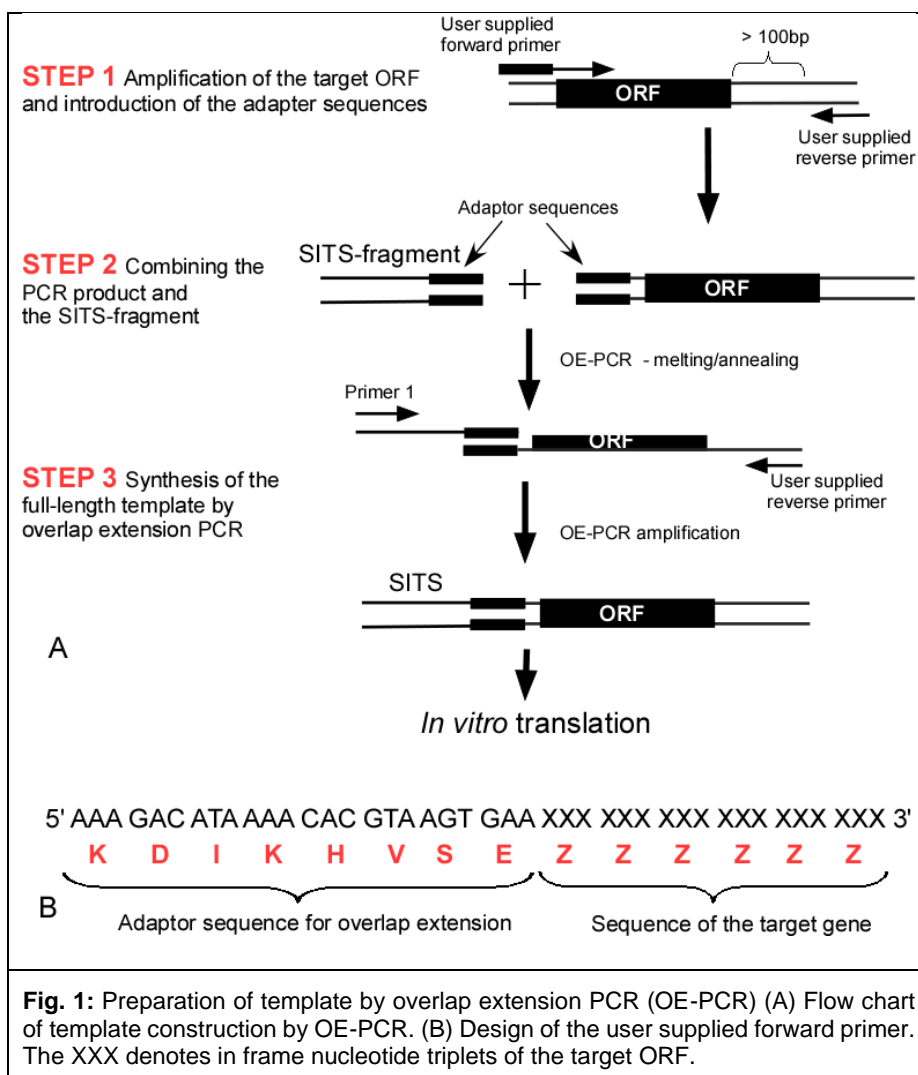 User supplied
forward primer
> 100bp
STEP 1 Amplification of the target ORF
and introduction of the adapter sequences
ORF
User supplied
reverse primer
Adaptor sequences
SITS-fragment
STEP 2 Combining the
PCR product and
the SITS-fragment
+
ORF
OE-PCR - melting/annealing
Primer 1
ORF
STEP 3 Synthesis of the
full-length template by
overlap extension PCR
User supplied
reverse primer
OE-PCR amplification
SITS
ORF
A
In vitro translation
5' AAA GAC ATA AAA CAC GTA AGT GAA XXX XXX XXX XXX XXX XXX 3'
K D I K H V S E Z Z Z Z Z Z
B
Adaptor sequence for overlap extension
Sequence of the target gene
Fig. 1: Preparation of template by overlap extension PCR (OE-PCR) (A) Flow chart
of template construction by OE-PCR. (B) Design of the user supplied forward primer.
The XXX denotes in frame nucleotide triplets of the target ORF.